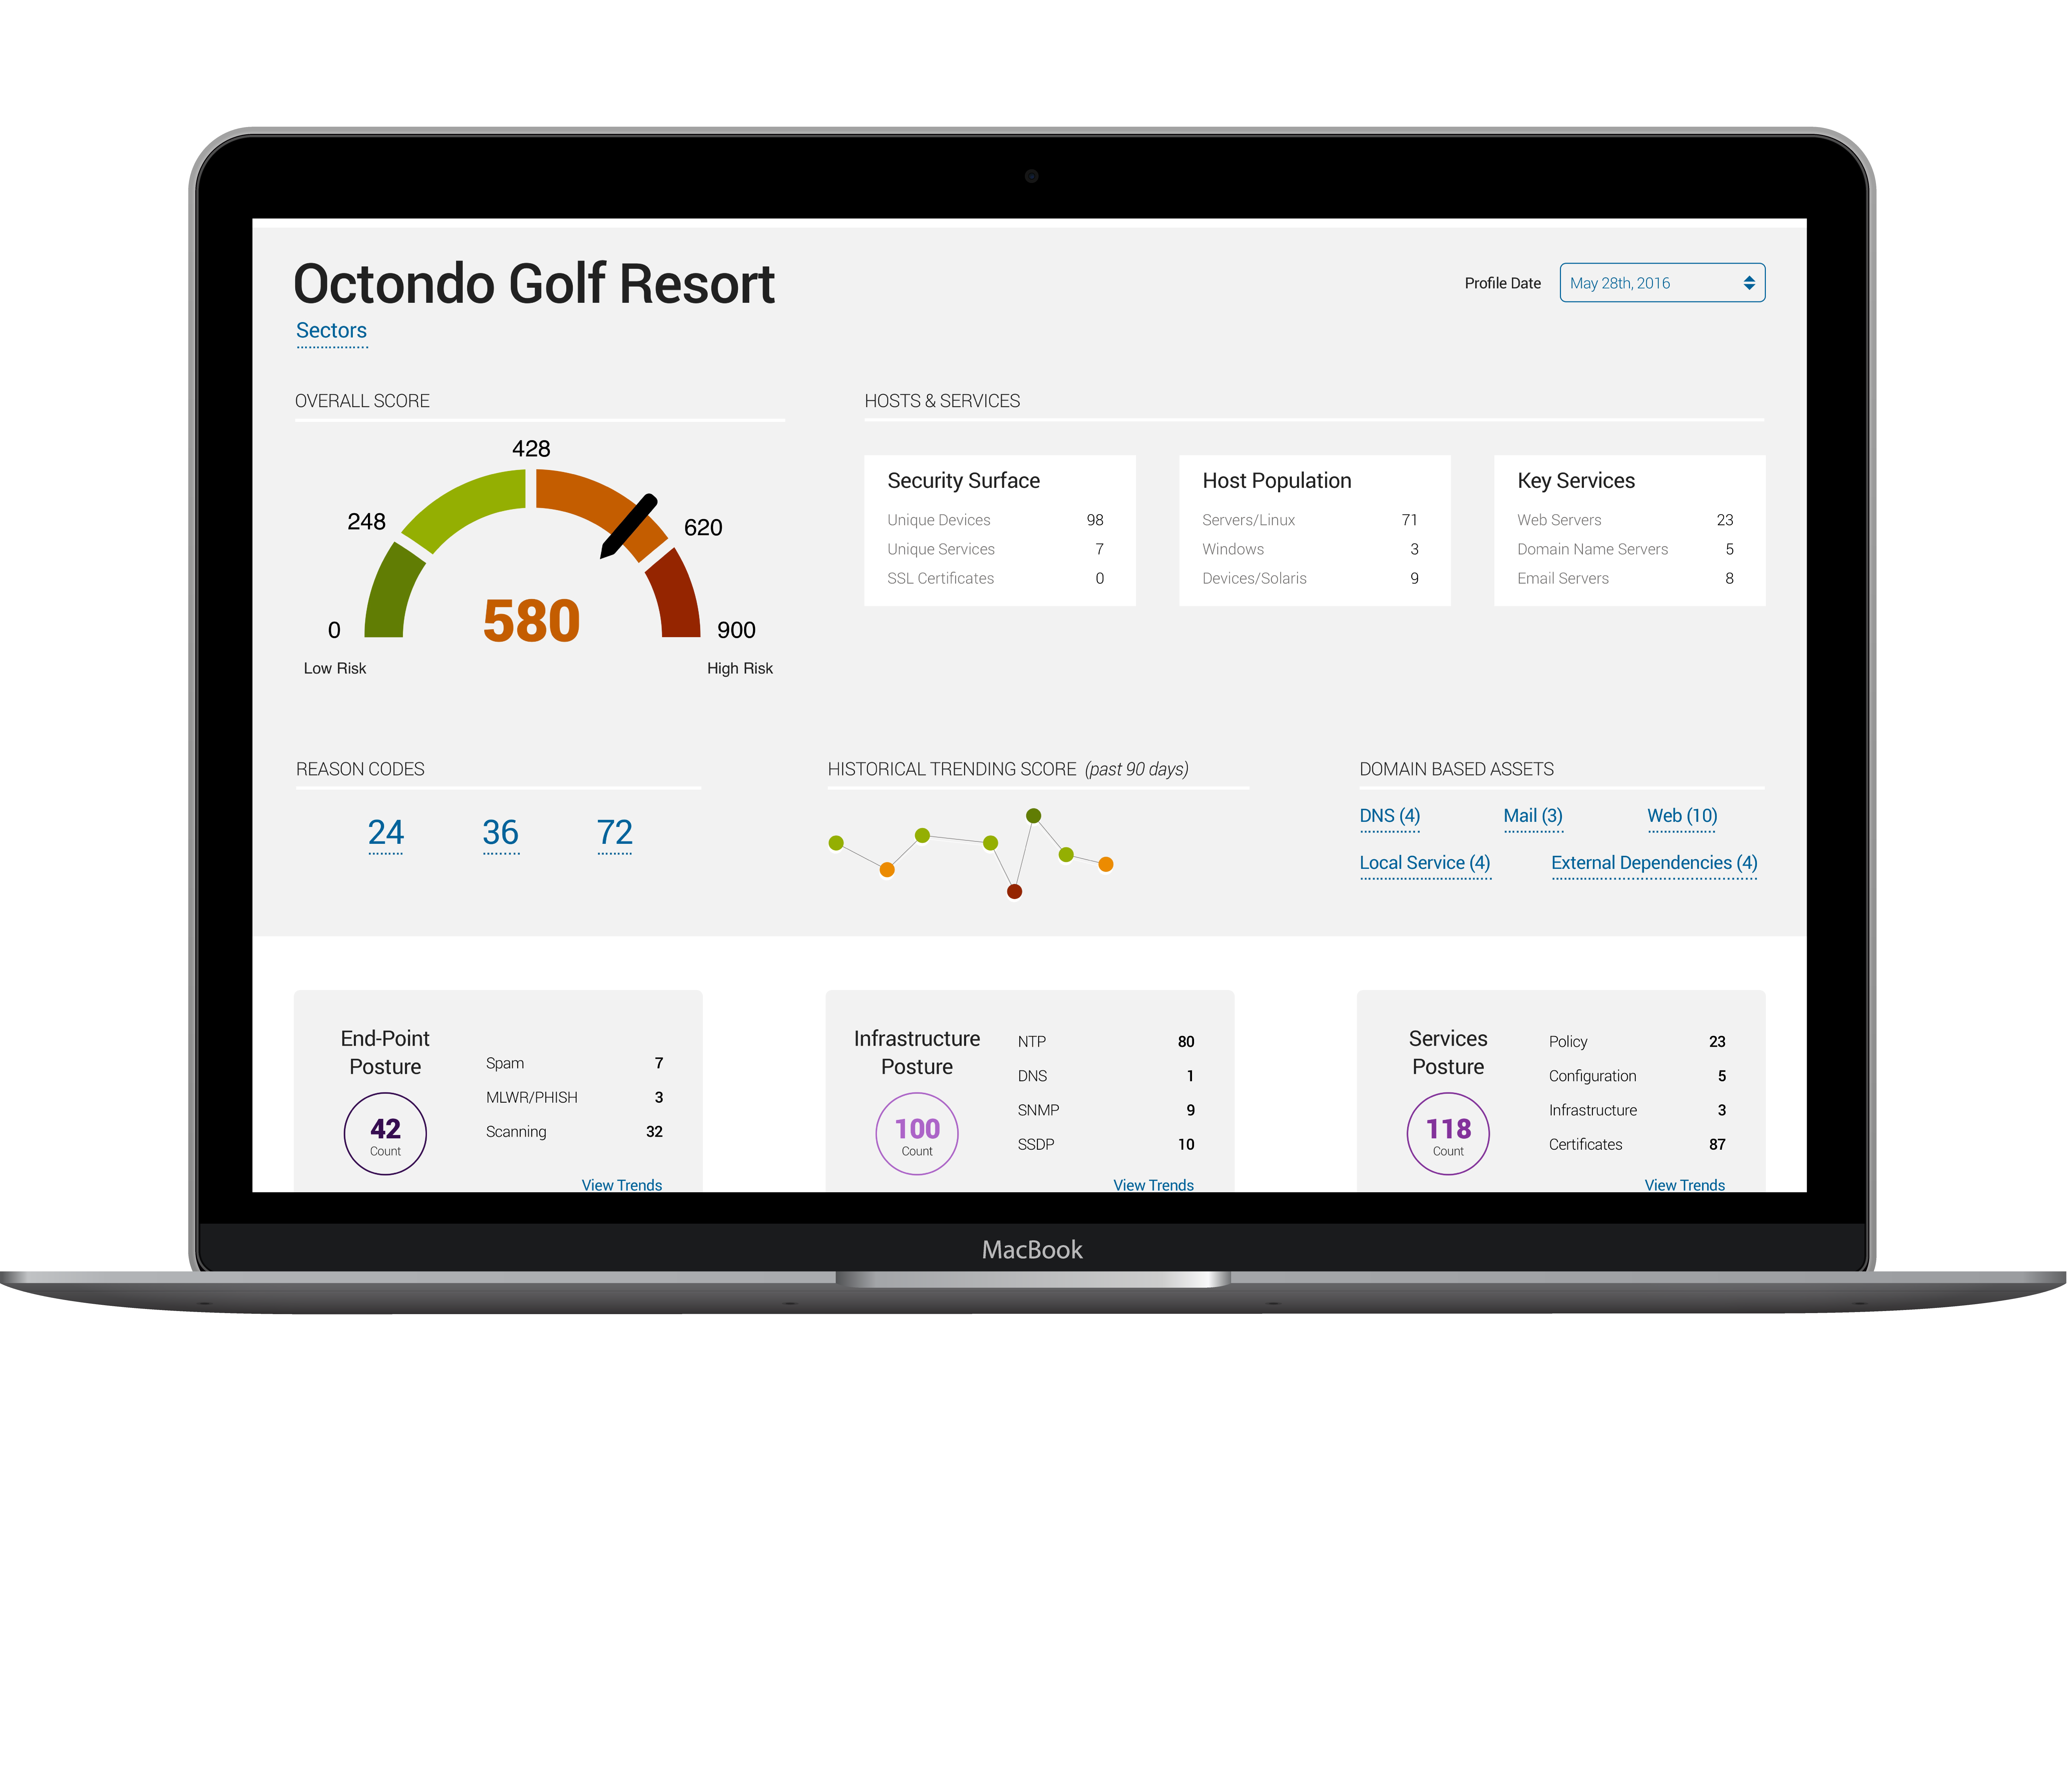 Octondo Golf Resort
Profile Date May 28th, 2016
Sectors
OVERALL SCORE
428
248
620
0
580
900
Low Risk
High Risk
HOSTS & SERVICES
Security Surface
Unique Devices 98
Unique Services 7
SSL Certificates 0
Host Population
Servers/Linux 71
Windows 3
Devices/Solaris 9
Key Services
Web Servers 23
Domain Name Servers 5
Email Servers 8
REASON CODES
24 36 72
HISTORICAL TRENDING SCORE (past 90 days)
DOMAIN BASED ASSETS
DNS (4) Mail (3) Web (10)
Local Service (4) External Dependencies (4)
End-Point
Posture
42
Count
Spam 7
MLWR/PHISH 3
Scanning 32
View Trends
Infrastructure
Posture
100
Count
NTP 80
DNS 1
SNMP 9
SSDP 10
View Trends
Services
Posture
118
Count
Policy 23
Configuration 5
Infrastructure 3
Certificates 87
View Trends
MacBook